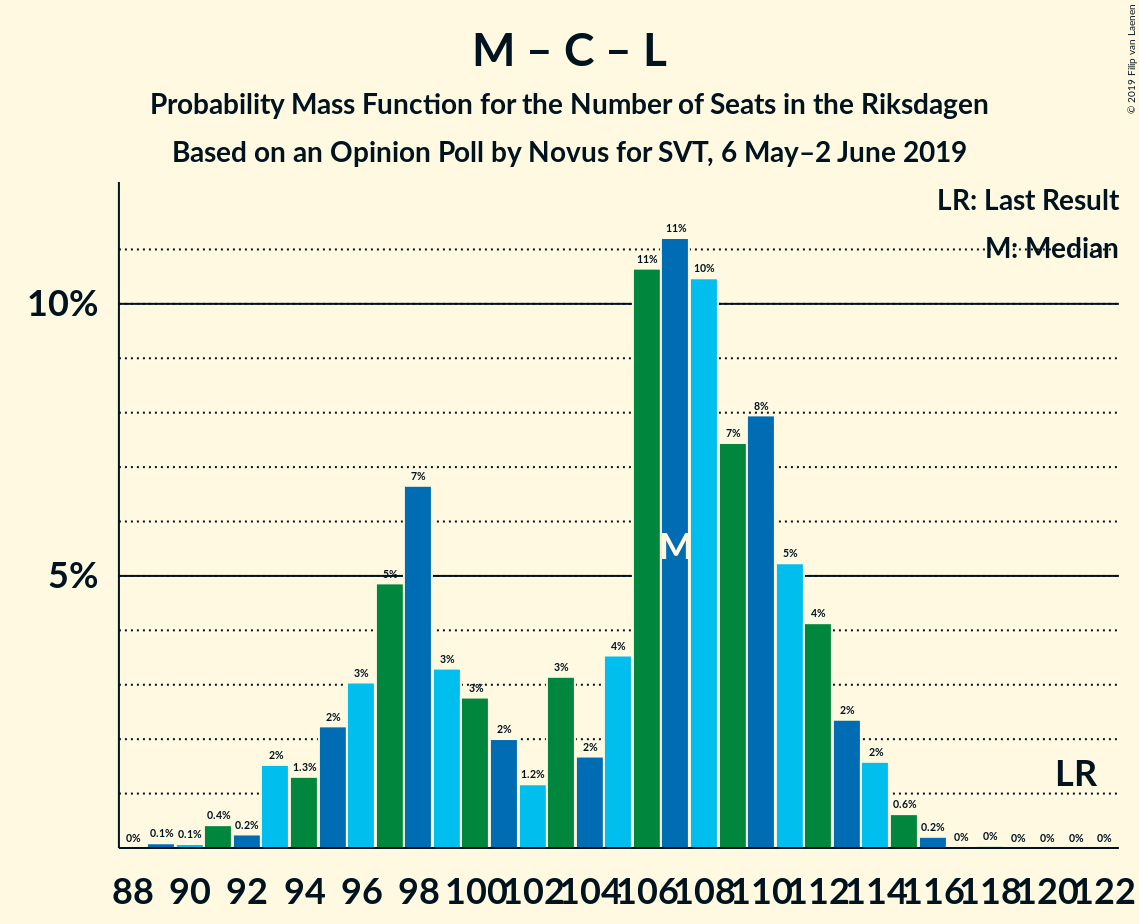 M – C – L
Probability Mass Function for the Number of Seats in the Riksdagen
Based on an Opinion Poll by Novus for SVT, 6 May–2 June 2019
© 2019 Filip van Laenen
LR: Last Result
M: Median
10%
5%
0% 0.1% 0.1% 0.4% 0.2% 2% 1.3% 2% 3% 5% 7% 3% 3% 2% 1.2% 3% 2% 4% 11% 11% 10% 7% 8% 5% 4% 2% 2% 0.6% 0.2% 0% 0% 0% 0% 0% 0%
M
LR
88 90 92 94 96 98 100 102 104 106 108 110 112 114 116 118 120 122